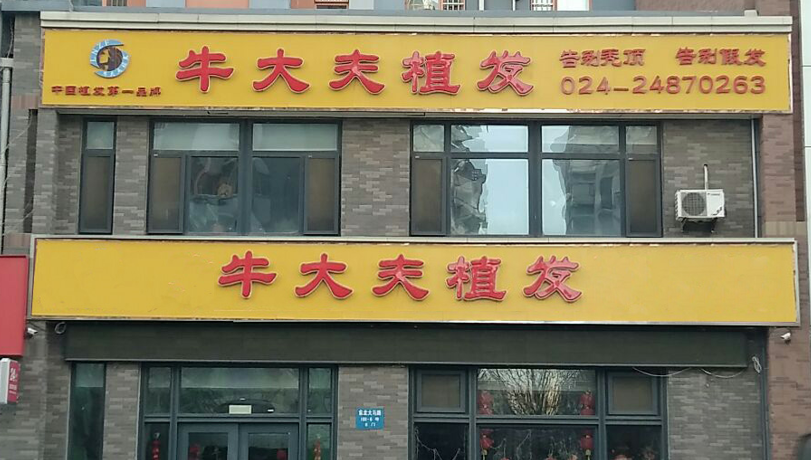 牛大夫植发
告别秃顶 告别假发
024-24870263
中国植发第一品牌
牛大夫植发